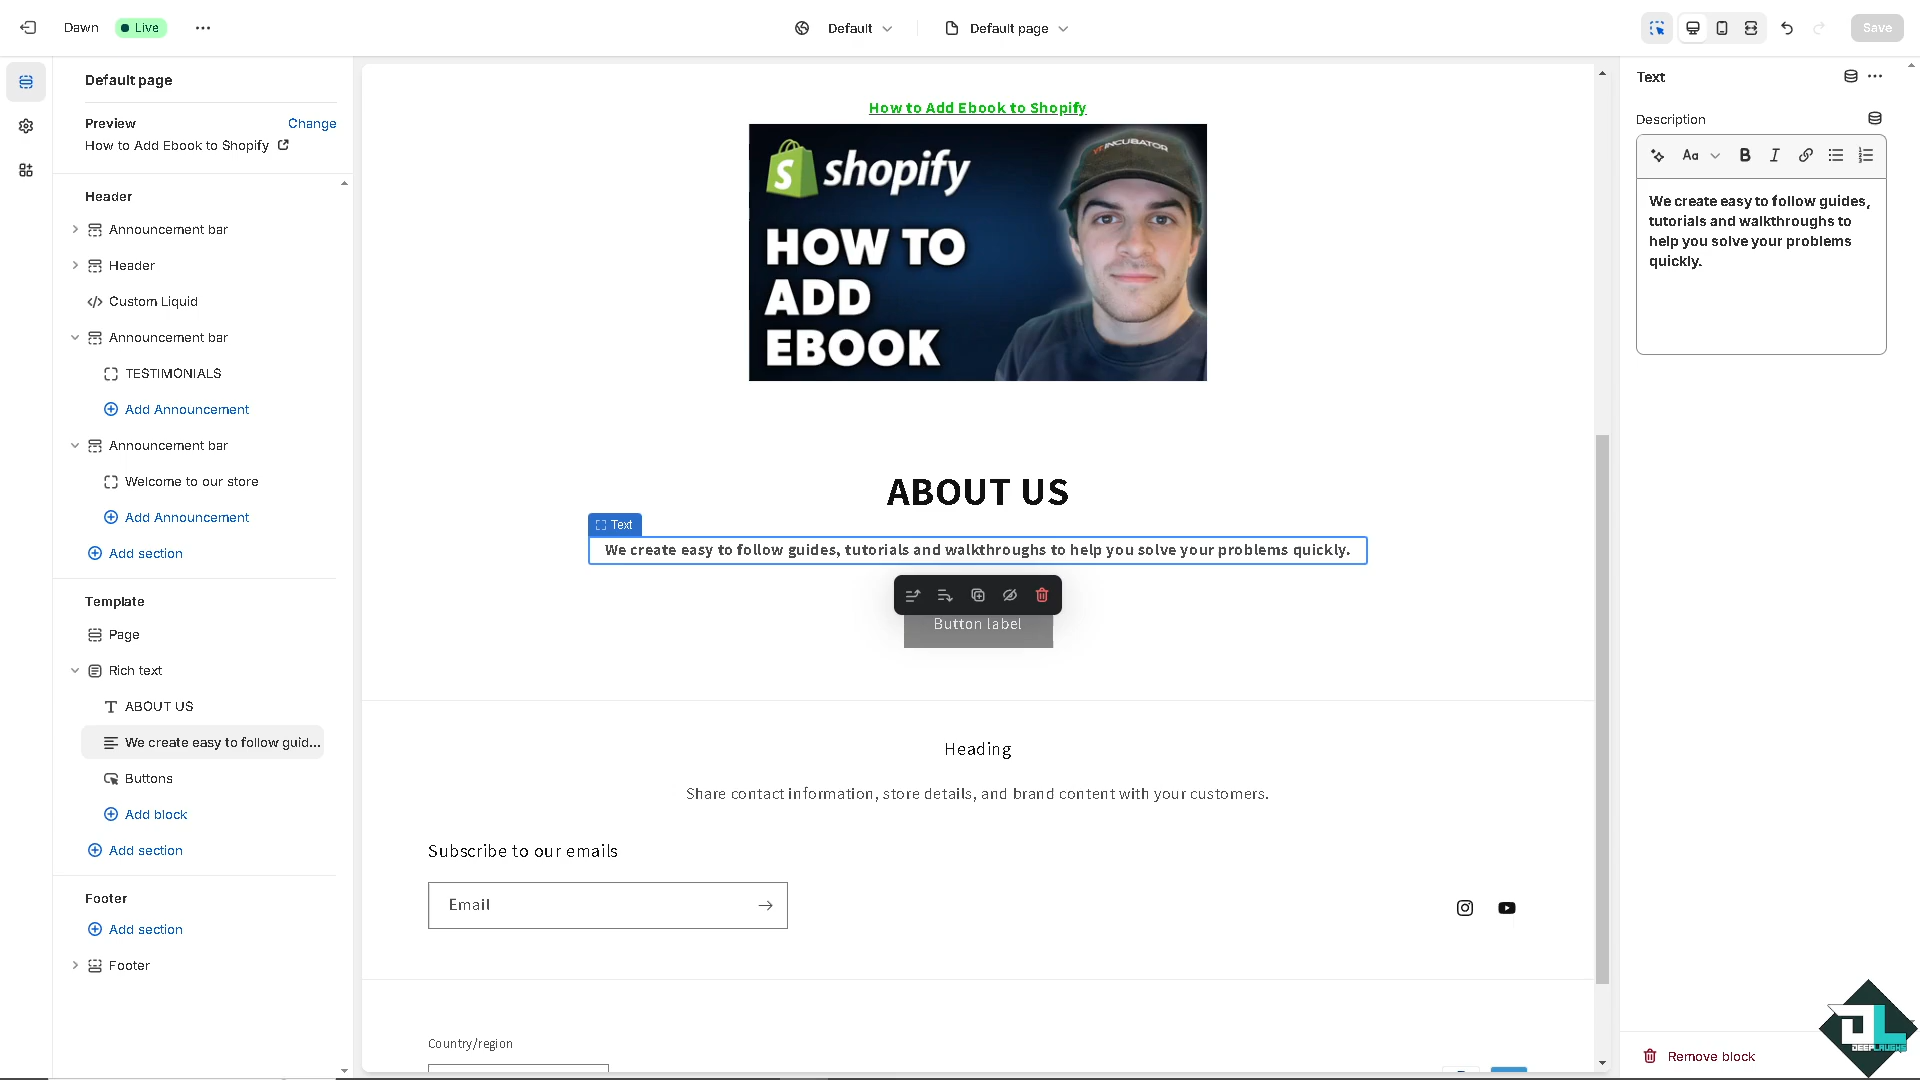 Dawn
Live
Default
Default page
Save
Default page
Preview
Change
How to Add Ebook to Shopify
Header
Announcement bar
Header
Custom Liquid
Announcement bar
TESTIMONIALS
Add Announcement
Announcement bar
Welcome to our store
Add Announcement
Add section
Template
Page
Rich text
ABOUT US
We create easy to follow guid...
Buttons
Add block
Add section
Footer
Add section
Footer
How to Add Ebook to Shopify
shopify
HOW TO
ADD
EBOOK
YT INCUBATOR
ABOUT US
Text
We create easy to follow guides, tutorials and walkthroughs to help you solve your problems quickly.
Button label
Heading
Share contact information, store details, and brand content with your customers.
Subscribe to our emails
Email
Country/region
Text
Description
Aa
B
I
We create easy to follow guides,
tutorials and walkthroughs to
help you solve your problems
quickly.
Remove block
DEEPLAUGHS